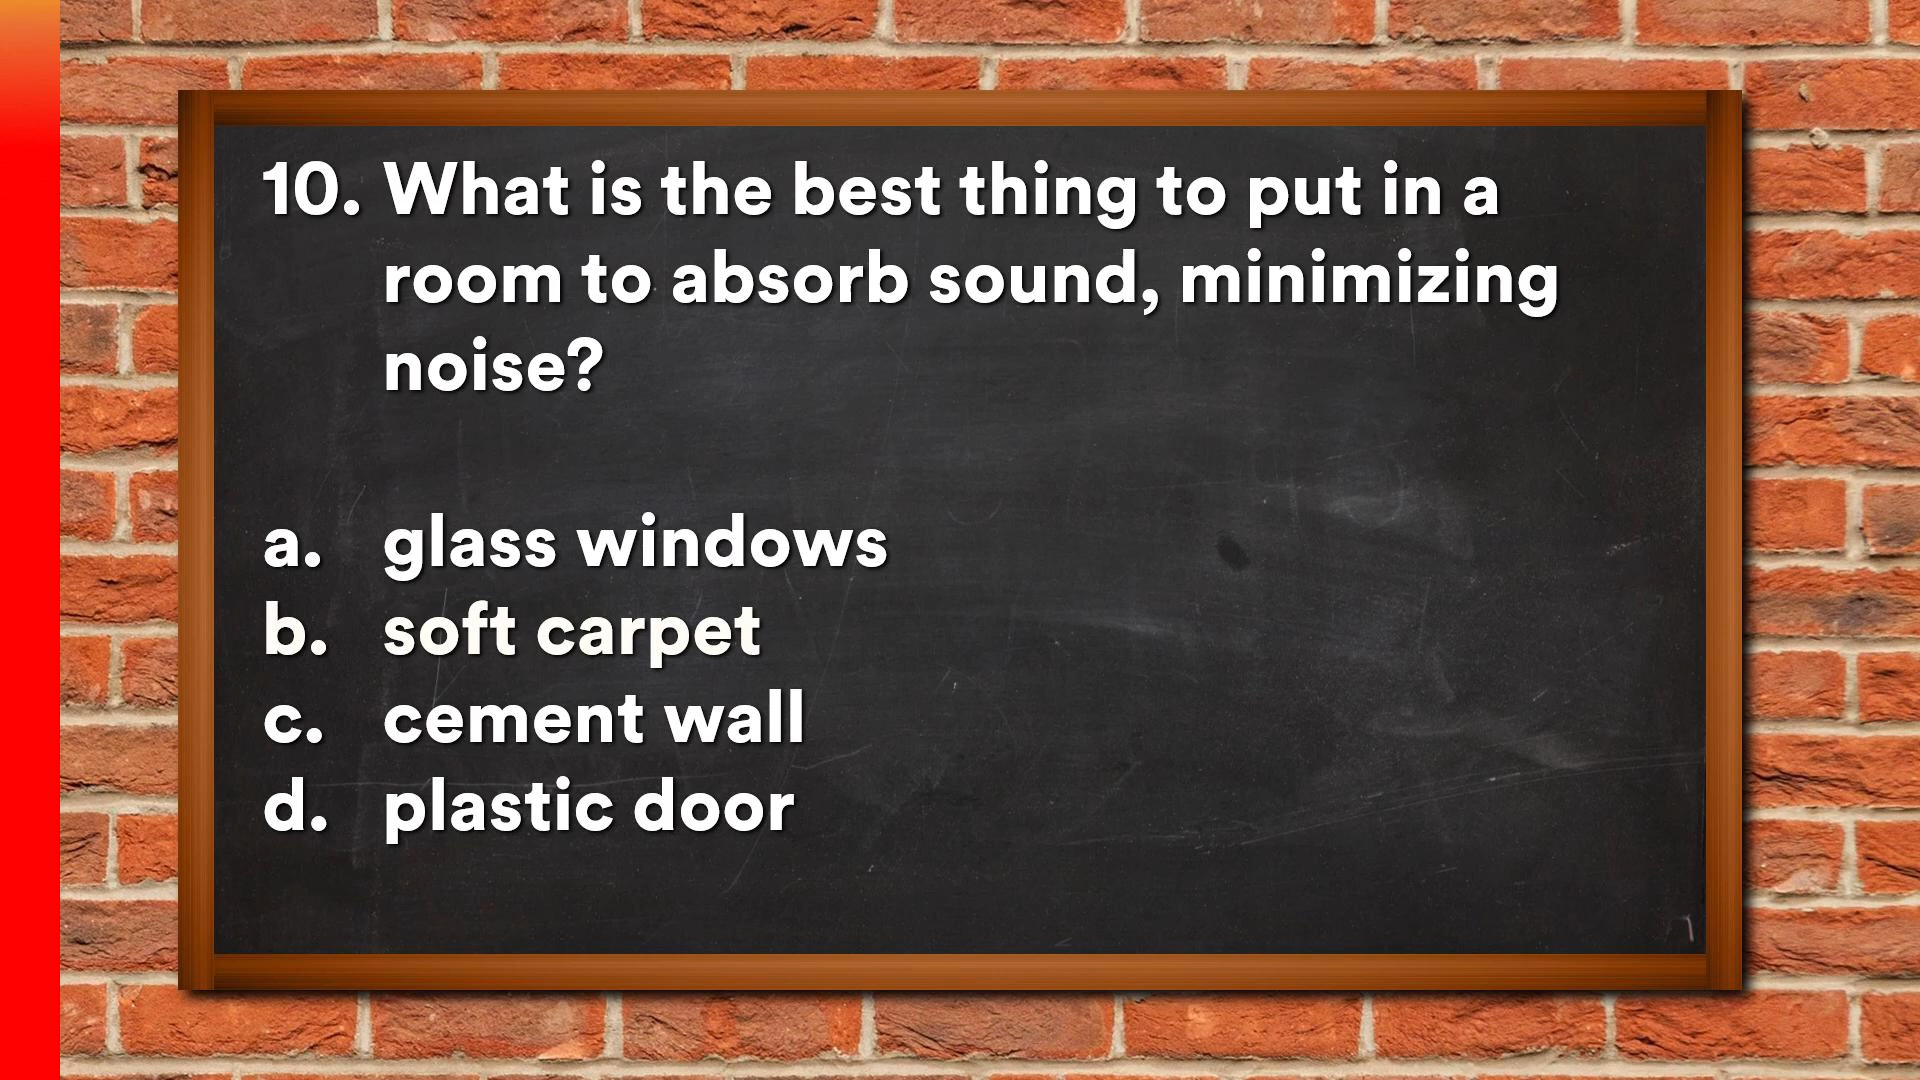 10. What is the best thing to put in a
room to absorb sound, minimizing
noise?
a. glass windows
b. soft carpet
c. cement wall
d. plastic door